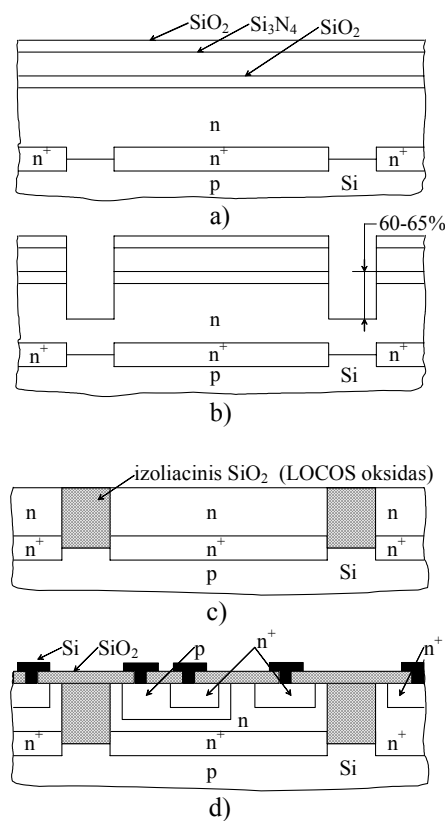 SiO₂ Si₃N₄ SiO₂
n
n⁺ n⁺ n⁺
p Si
a)
60-65%
n
n⁺ n⁺ n⁺
p Si
b)
izoliacinis SiO₂ (LOCOS oksidas)
n n n
n⁺ n⁺ n⁺
p Si
c)
Si SiO₂ p n⁺ n⁺
n
n⁺ n⁺ n⁺
p Si
d)